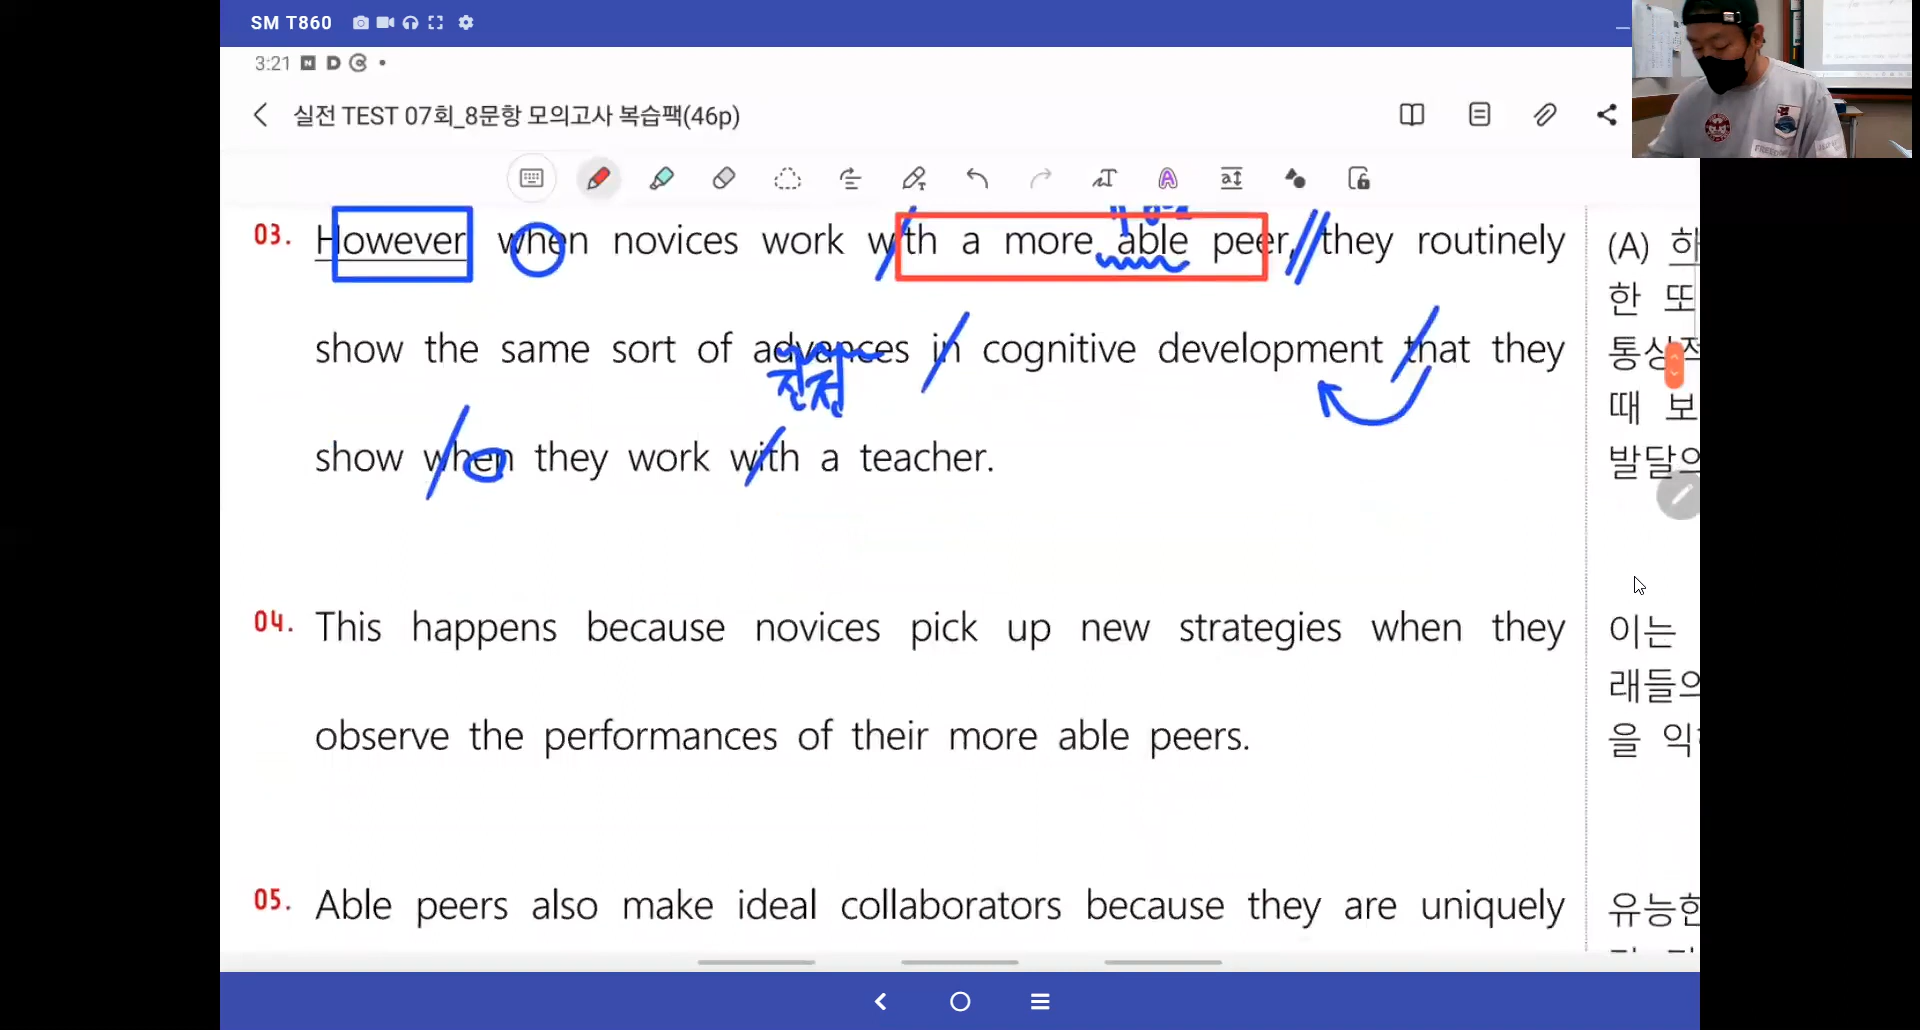 SM T860
3:21
실전 TEST 07회_8문항 모의고사 복습팩(46p)
03. However when novices work with a more able peer, they routinely
show the same sort of advances in cognitive development that they
진전
show when they work with a teacher.
(A) 하
한 또
통상적
때 보
발달으
04. This happens because novices pick up new strategies when they
observe the performances of their more able peers.
이는
래들으
을 익
05. Able peers also make ideal collaborators because they are uniquely
유능한